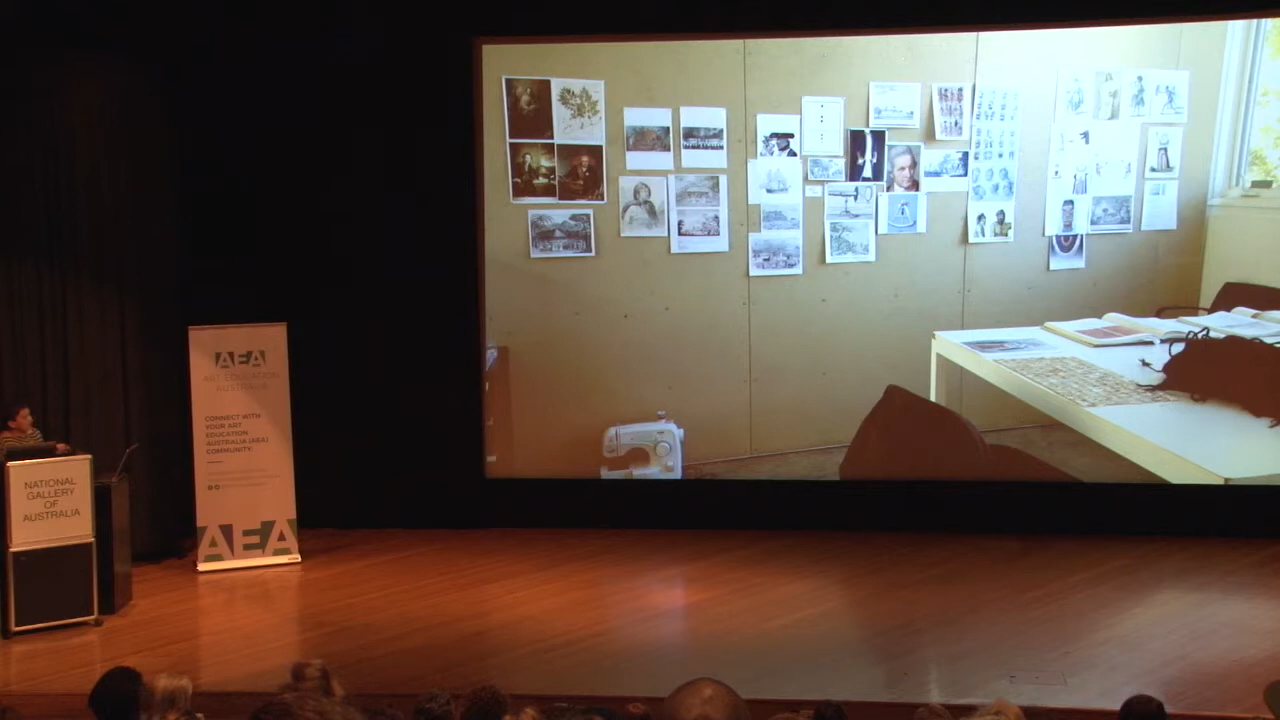 AEA
ART EDUCATION
AUSTRALIA
CONNECT WITH
YOUR ART
EDUCATION
AUSTRALIA (AEA)
COMMUNITY
AEA
NATIONAL
GALLERY
OF
AUSTRALIA